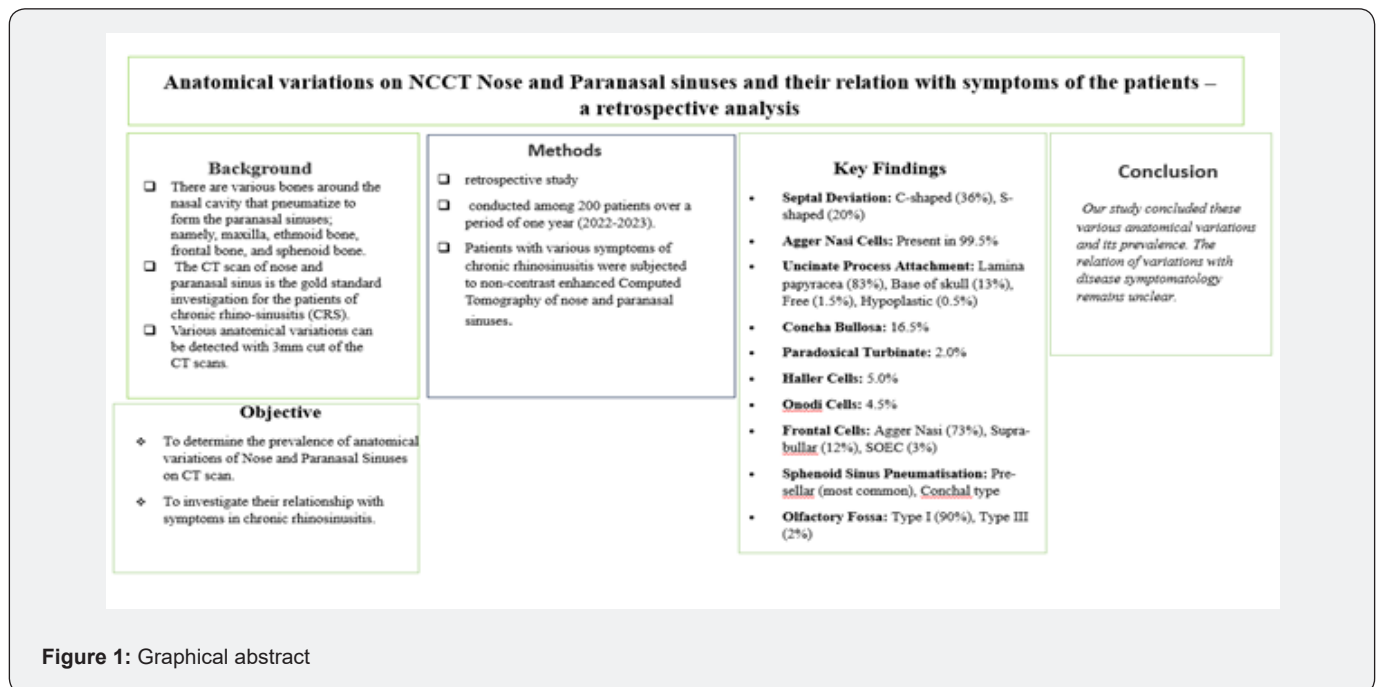 Anatomical variations on NCCT Nose and Paranasal sinuses and their relation with symptoms of the patients –
a retrospective analysis
Background
❑ There are various bones around the
nasal cavity that pneumatize to
form the paranasal sinuses;
namely, maxilla, ethmoid bone,
frontal bone, and sphenoid bone.
❑ The CT scan of nose and
paranasal sinus is the gold standard
investigation for the patients of
chronic rhino-sinusitis (CRS).
❑ Various anatomical variations can
be detected with 3mm cut of the
CT scans.
Objective
❖ To determine the prevalence of anatomical
variations of Nose and Paranasal Sinuses
on CT scan.
❖ To investigate their relationship with
symptoms in chronic rhinosinusitis.
Methods
❑ retrospective study
❑ conducted among 200 patients over a
period of one year (2022-2023).
❑ Patients with various symptoms of
chronic rhinosinusitis were subjected
to non-contrast enhanced Computed
Tomography of nose and paranasal
sinuses.
Key Findings
• Septal Deviation: C-shaped (36%), S-
shaped (20%)
• Agger Nasi Cells: Present in 99.5%
• Uncinate Process Attachment: Lamina
papyracea (83%), Base of skull (13%),
Free (1.5%), Hypoplastic (0.5%)
• Concha Bullosa: 16.5%
• Paradoxical Turbinate: 2.0%
• Haller Cells: 5.0%
• Onodi Cells: 4.5%
• Frontal Cells: Agger Nasi (73%), Supra-
bullar (12%), SOEC (3%)
• Sphenoid Sinus Pneumatisation: Pre-
sellar (most common), Conchal type
• Olfactory Fossa: Type I (90%), Type III
(2%)
Conclusion
Our study concluded these
various anatomical variations
and its prevalence. The
relation of variations with
disease symptomatology
remains unclear.
Figure 1: Graphical abstract